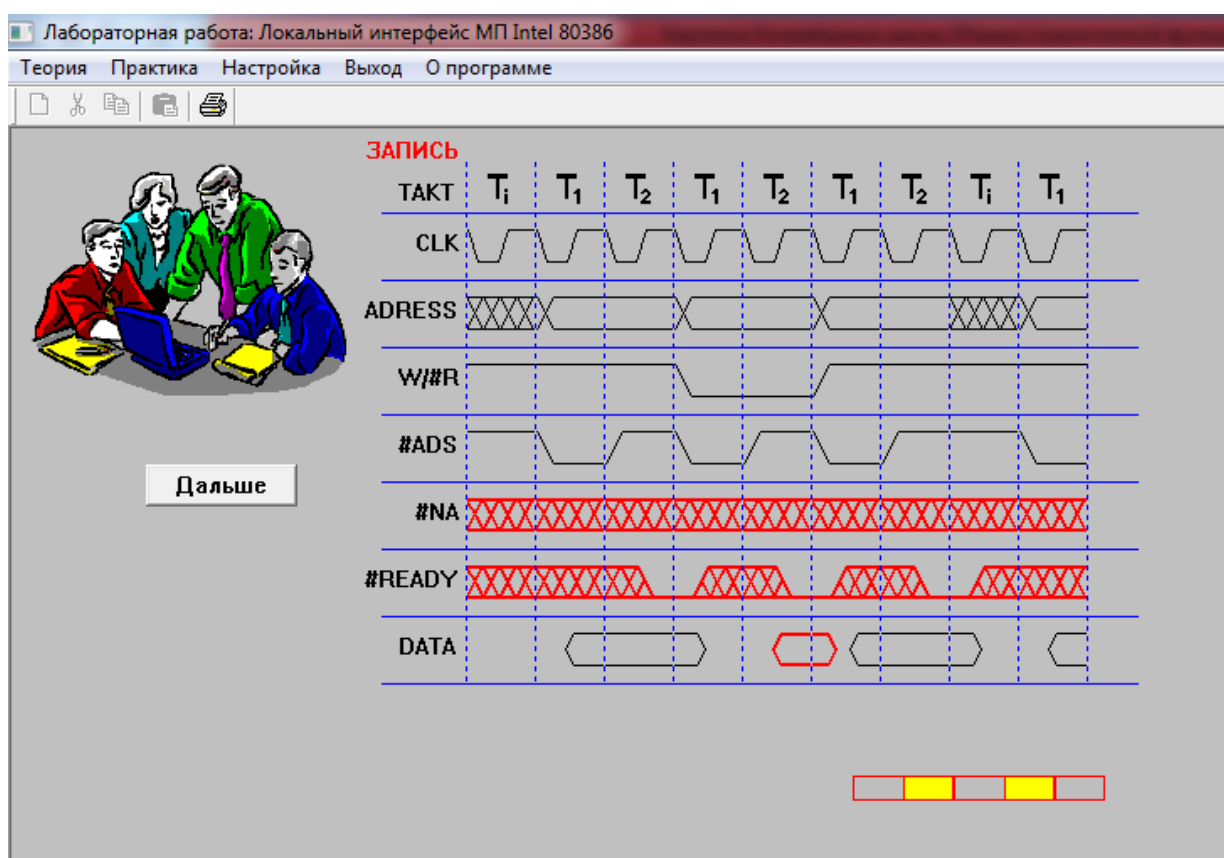 Лабораторная работа: Локальный интерфейс МП Intel 80386
Теория Практика Настройка Выход О программе
ЗАПИСЬ
ТАКТ Ti T1 T2 T1 T2 T1 T2 Ti T1
CLK
ADRESS
W/#R
#ADS
Дальше
#NA
#READY
DATA